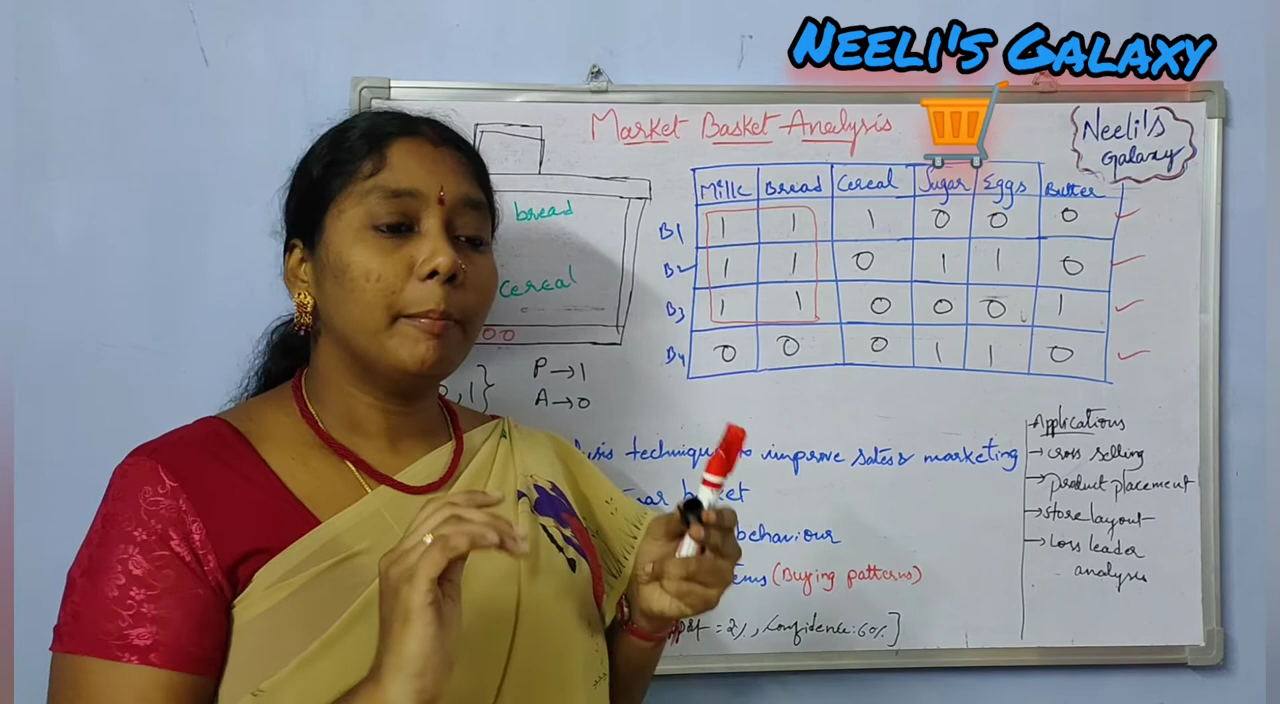 NEELI'S GALAXY
Market Basket Analysis
Neeli's
Galaxy
Milk Bread Cereal Sugar Eggs Butter
B1 1 1 1 0 0 0
B2 1 1 0 1 1 0
B3 1 1 0 0 0 1
B4 0 0 0 1 1 0
bread
cereal
00
,1}
P→1
A→0
technique to improve sales & marketing
behaviour
(Buying patterns)
= 2%, Confidence: 60%]
Applications
→ cross selling
→ product placement
→ store layout
→ Loss leader
analysis